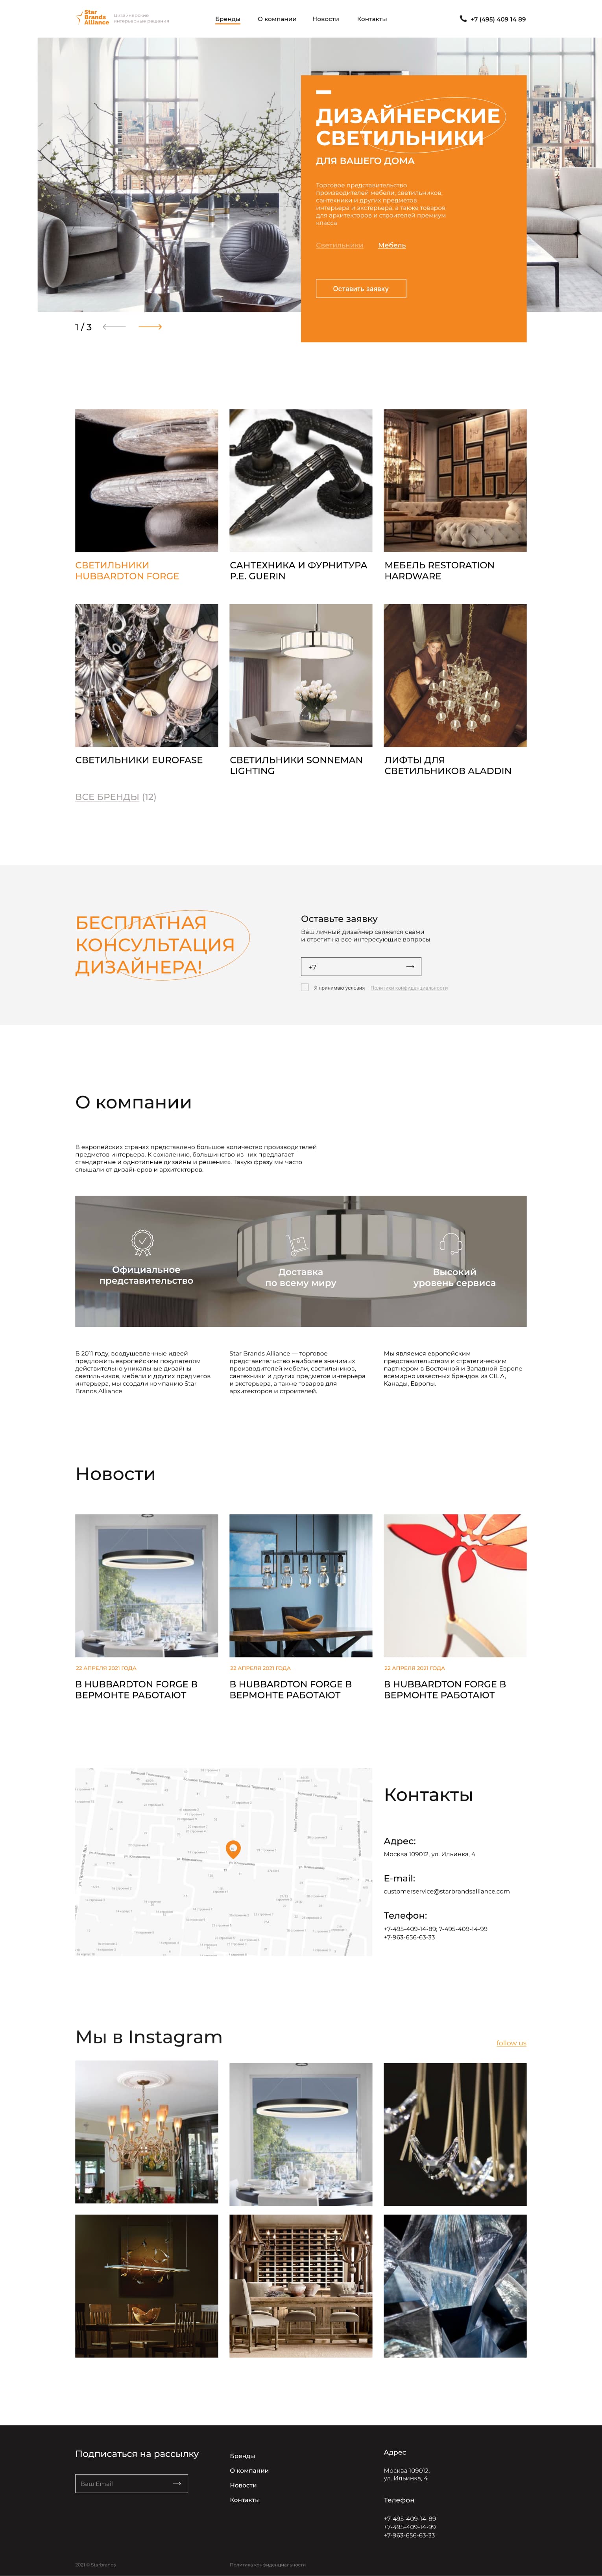 Star
Brands
Alliance
Дизайнерские
интерьерные решения
Бренды
О компании
Новости
Контакты
+7 (495) 409 14 89
ДИЗАЙНЕРСКИЕ
СВЕТИЛЬНИКИ
ДЛЯ ВАШЕГО ДОМА
Торговое представительство
производителей мебели, светильников,
сантехники и других предметов
интерьера и экстерьера, а также товаров
для архитекторов и строителей премиум
класса
Светильники
Мебель
Оставить заявку
1 / 3
СВЕТИЛЬНИКИ
HUBBARDTON FORGE
САНТЕХНИКА И ФУРНИТУРА
P.E. GUERIN
МЕБЕЛЬ RESTORATION
HARDWARE
СВЕТИЛЬНИКИ EUROFASE
СВЕТИЛЬНИКИ SONNEMAN
LIGHTING
ЛИФТЫ ДЛЯ
СВЕТИЛЬНИКОВ ALADDIN
ВСЕ БРЕНДЫ (12)
БЕСПЛАТНАЯ
КОНСУЛЬТАЦИЯ
ДИЗАЙНЕРА!
Оставьте заявку
Ваш личный дизайнер свяжется свами
и ответит на все интересующие вопросы
+7
Я принимаю условия Политики конфиденциальности
О компании
В европейских странах представлено большое количество производителей
предметов интерьера. К сожалению, большинство из них предлагает
стандартные и однотипные дизайны и решения». Такую фразу мы часто
слышали от дизайнеров и архитекторов.
Официальное
представительство
Доставка
по всему миру
Высокий
уровень сервиса
В 2011 году, воодушевленные идеей
предложить европейским покупателям
действительно уникальные дизайны
светильников, мебели и других предметов
интерьера, мы создали компанию Star
Brands Alliance
Star Brands Alliance — торговое
представительство наиболее значимых
производителей мебели, светильников,
сантехники и других предметов интерьера
и экстерьера, а также товаров для
архитекторов и строителей.
Мы являемся европейским
представительством и стратегическим
партнером в Восточной и Западной Европе
всемирно известных брендов из США,
Канады, Европы.
Новости
22 АПРЕЛЯ 2021 ГОДА
В HUBBARDTON FORGE В
ВЕРМОНТЕ РАБОТАЮТ
22 АПРЕЛЯ 2021 ГОДА
В HUBBARDTON FORGE В
ВЕРМОНТЕ РАБОТАЮТ
22 АПРЕЛЯ 2021 ГОДА
В HUBBARDTON FORGE В
ВЕРМОНТЕ РАБОТАЮТ
Контакты
Адрес:
Москва 109012, ул. Ильинка, 4
E-mail:
customerservice@starbrandsalliance.com
Телефон:
+7-495-409-14-89; 7-495-409-14-99
+7-963-656-63-33
Мы в Instagram
follow us
Подписаться на рассылку
Ваш Email
Бренды
О компании
Новости
Контакты
Адрес
Москва 109012,
ул. Ильинка, 4
Телефон
+7-495-409-14-89
+7-495-409-14-99
+7-963-656-63-33
2021 © Starbrands
Политика конфиденциальности